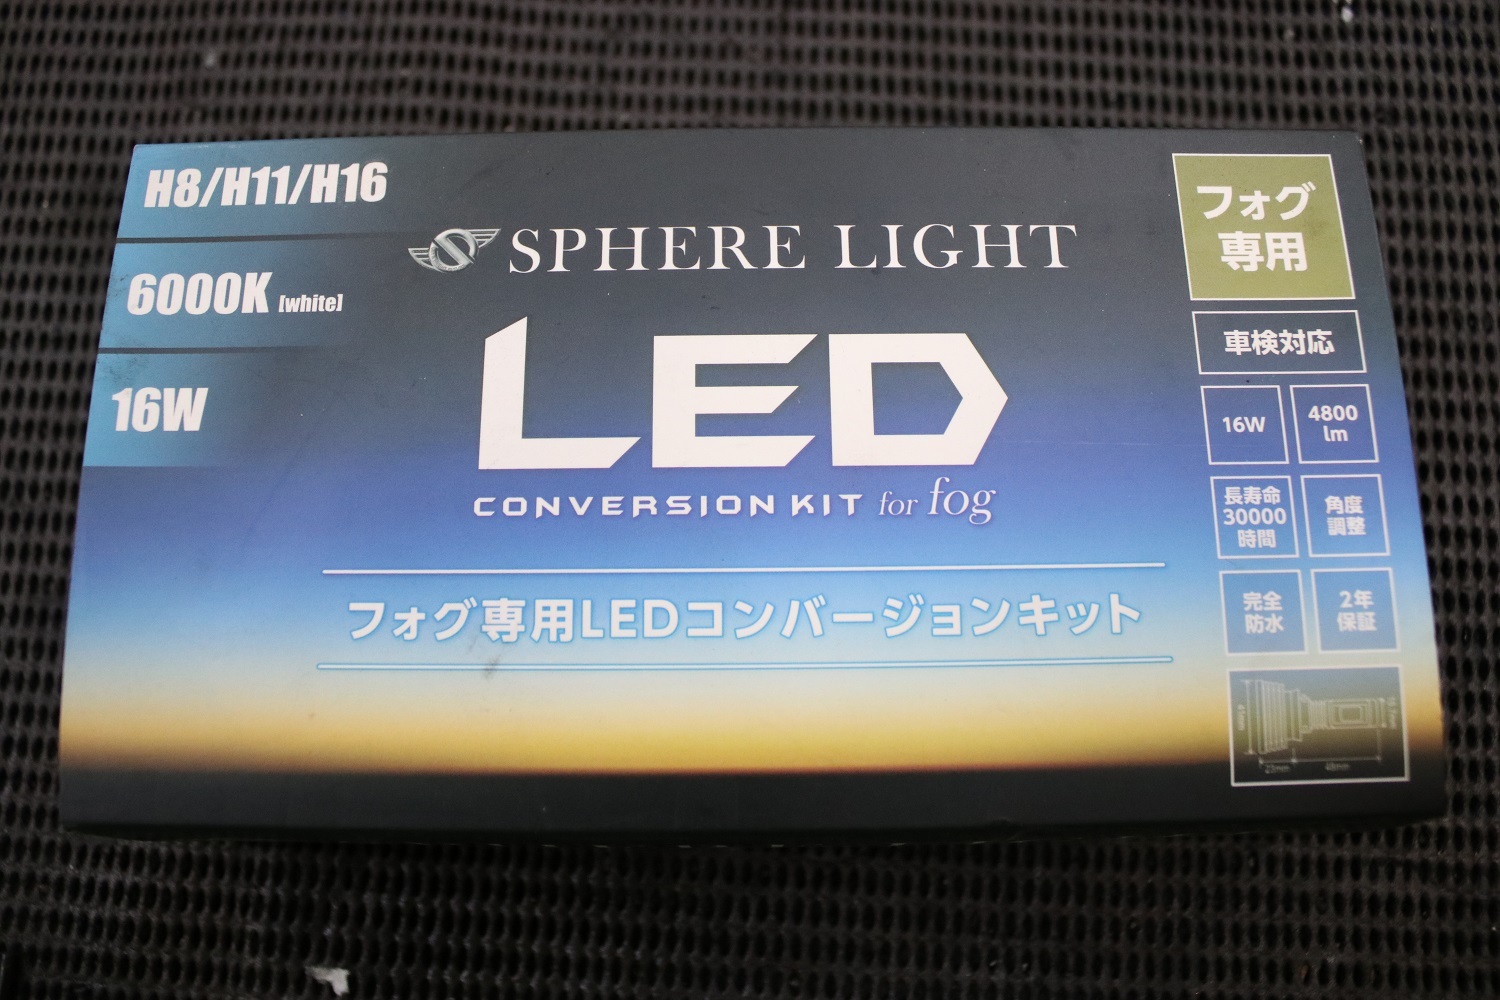 H8/H11/H16
6000K [white]
16W
SPHERE LIGHT
LED
CONVERSION KIT for fog
フォグ専用LEDコンバージョンキット
フォグ
専用
車検対応
16W
4800
lm
長寿命
30000
時間
角度
調整
完全
防水
2年
保証